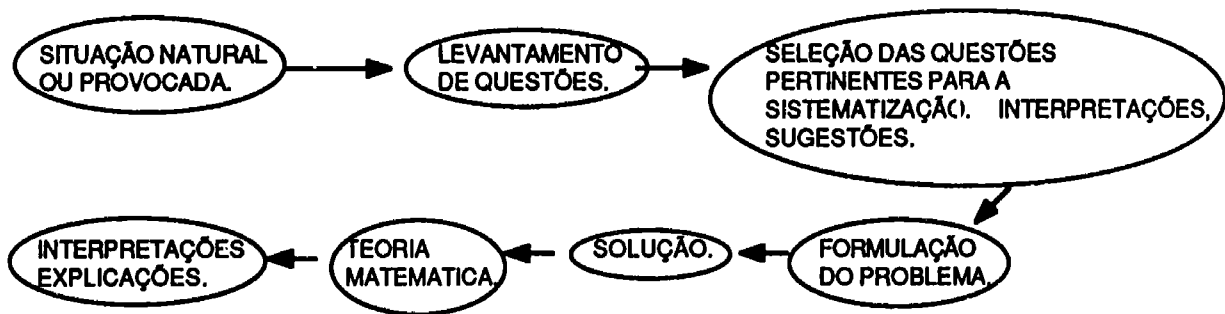 SITUAÇÃO NATURAL
OU PROVOCADA.
LEVANTAMENTO
DE QUESTÕES.
SELEÇÃO DAS QUESTÕES
PERTINENTES PARA A
SISTEMATIZAÇÃO. INTERPRETAÇÕES,
SUGESTÕES.
FORMULAÇÃO
DO PROBLEMA.
SOLUÇÃO.
TEORIA
MATEMATICA.
INTERPRETAÇÕES
EXPLICAÇÕES.